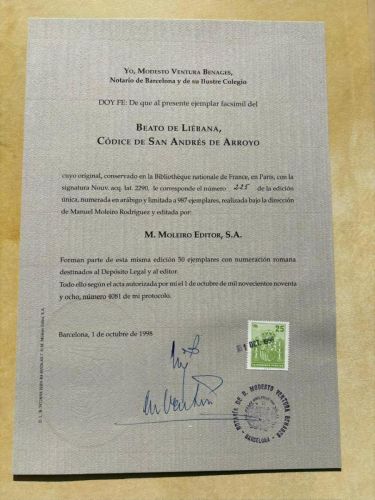 YO, MODESTO VENTURA BENAGES,
Notario de Barcelona y de su Ilustre Colegio
DOY FE: De que al presente ejemplar facsímil del
BEATO DE LIÉBANA,
CÓDICE DE SAN ANDRÉS DE ARROYO
cuyo original, conservado en la Bibliothèque nationale de France, en París, con la
signatura Nouv. acq. lat. 2290, le corresponde el número 225 de la edición
única, numerada en arábigo y limitada a 987 ejemplares, realizada bajo la dirección
de Manuel Moleiro Rodríguez y editada por:
M. MOLEIRO EDITOR, S.A.
Forman parte de esta misma edición 50 ejemplares con numeración romana
destinados al Depósito Legal y al editor.
Todo ello según el acta autorizada por mí el 1 de octubre de mil novecientos noventa
y ocho, número 4081 de mi protocolo.
Barcelona, 1 de octubre de 1998
25
1 OCT. 1998
NOTARÍA DE D. MODESTO VENTURA BENAGES
- BARCELONA -